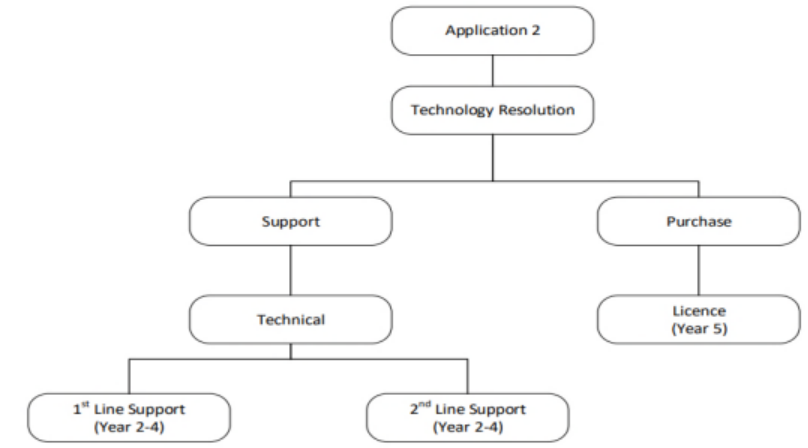 Application 2
Technology Resolution
Support
Purchase
Technical
Licence
(Year 5)
1st Line Support
(Year 2-4)
2nd Line Support
(Year 2-4)